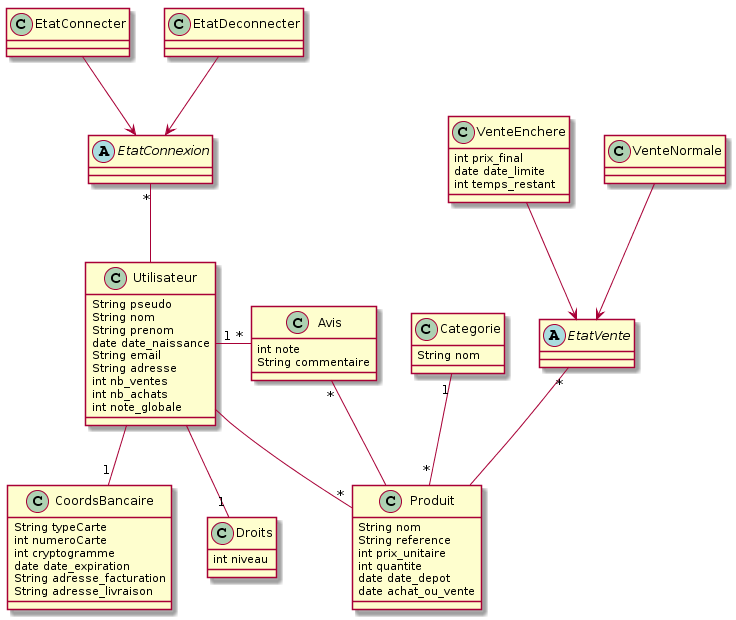 C EtatConnecter
C EtatDeconnecter
A EtatConnexion
*
C VenteEnchere
int prix_final
date date_limite
int temps_restant
C VenteNormale
C Utilisateur
String pseudo
String nom
String prenom
date date_naissance
String email
String adresse
int nb_ventes
int nb_achats
int note_globale
1 *
C Avis
int note
String commentaire
*
C Categorie
String nom
1
*
A EtatVente
*
1
1
*
C CoordsBancaire
String typeCarte
int numeroCarte
int cryptogramme
date date_expiration
String adresse_facturation
String adresse_livraison
C Droits
int niveau
C Produit
String nom
String reference
int prix_unitaire
int quantite
date date_depot
date achat_ou_vente